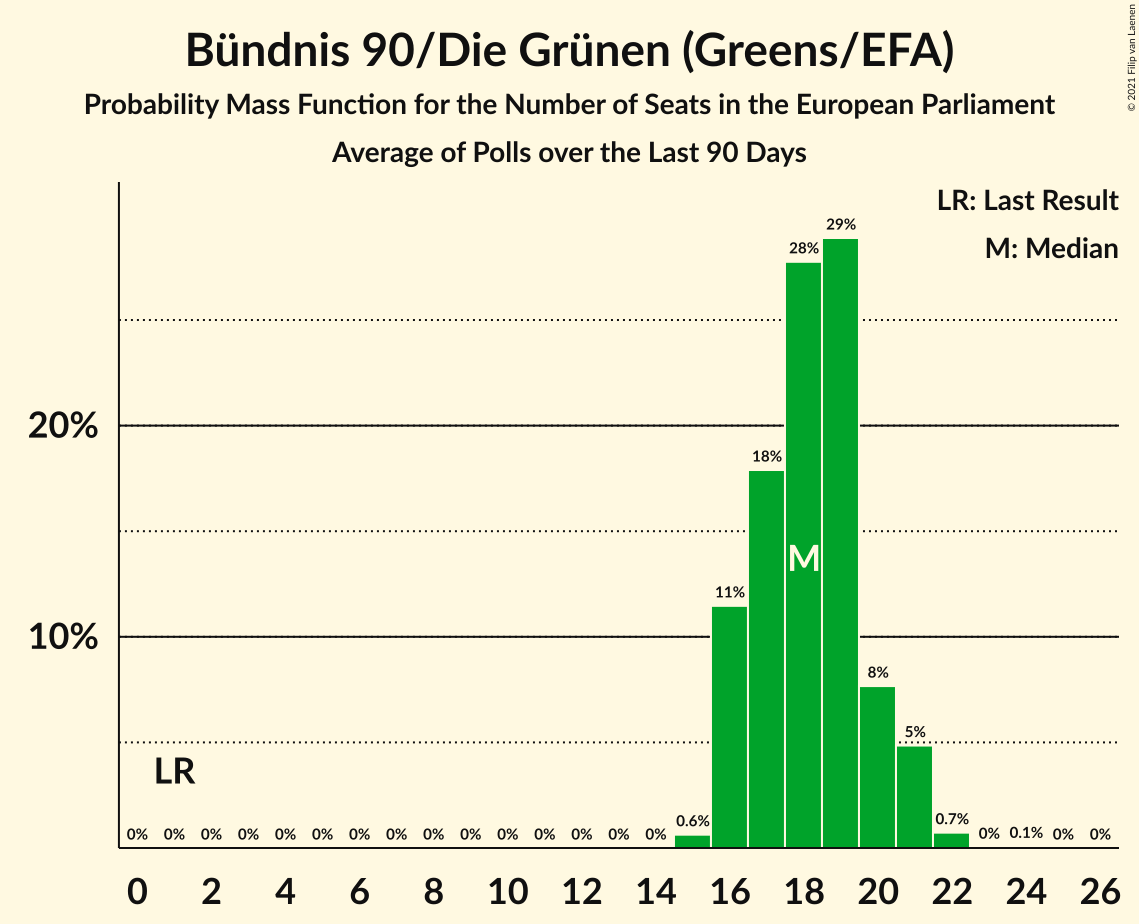 Bündnis 90/Die Grünen (Greens/EFA)
Probability Mass Function for the Number of Seats in the European Parliament
Average of Polls over the Last 90 Days
© 2021 Filip van Laenen
LR: Last Result
M: Median
29%
28%
20%
18%
M
11%
10%
8%
5%
LR
0% 0% 0% 0% 0% 0% 0% 0% 0% 0% 0% 0% 0% 0% 0% 0.6% 0.7% 0% 0.1% 0% 0%
0 2 4 6 8 10 12 14 16 18 20 22 24 26